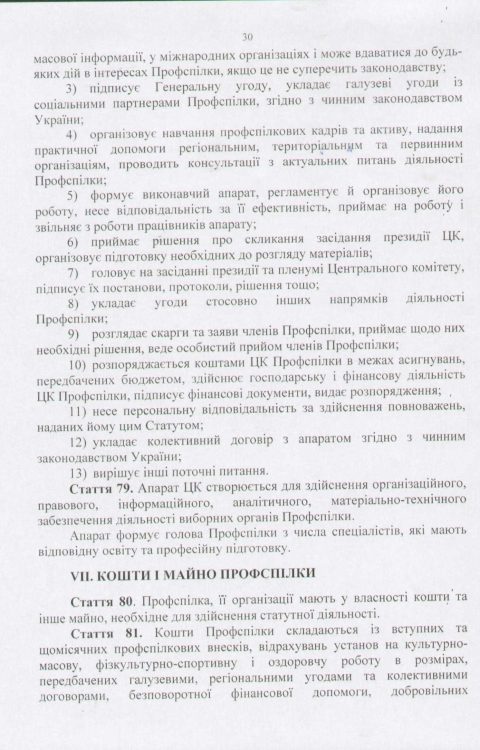 30
масової інформації, у міжнародних організаціях і може вдаватися до будь-
яких дій в інтересах Профспілки, якщо це не суперечить законодавству;
3) підписує Генеральну угоду, укладає галузеві угоди із
соціальними партнерами Профспілки, згідно з чинним законодавством
України;
4) організовує навчання профспілкових кадрів та активу, надання
практичної допомоги регіональним, територіальним та первинним
організаціям, проводить консультації з актуальних питань діяльності
Профспілки;
5) формує виконавчий апарат, регламентує й організовує його
роботу, несе відповідальність за її ефективність, приймає на роботу і
звільняє з роботи працівників апарату;
6) приймає рішення про скликання засідання президії ЦК,
організовує підготовку необхідних до розгляду матеріалів;
7) головує на засіданні президії та пленумі Центрального комітету,
підписує їх постанови, протоколи, рішення тощо;
8) укладає угоди стосовно інших напрямків діяльності
Профспілки;
9) розглядає скарги та заяви членів Профспілки, приймає щодо них
необхідні рішення, веде особистий прийом членів Профспілки;
10) розпоряджається коштами ЦК Профспілки в межах асигнувань,
передбачених бюджетом, здійснює господарську і фінансову діяльність
ЦК Профспілки, підписує фінансові документи, видає розпорядження;
11) несе персональну відповідальність за здійснення повноважень,
наданих йому цим Статутом;
12) укладає колективний договір з апаратом згідно з чинним
законодавством України;
13) вирішує інші поточні питання.
Стаття 79. Апарат ЦК створюється для здійснення організаційного,
правового, інформаційного, аналітичного, матеріально-технічного
забезпечення діяльності виборних органів Профспілки.
Апарат формує голова Профспілки з числа спеціалістів, які мають
відповідну освіту та професійну підготовку.
VII. КОШТИ І МАЙНО ПРОФСПІЛКИ
Стаття 80. Профспілка, її організації мають у власності кошти та
інше майно, необхідне для здійснення статутної діяльності.
Стаття 81. Кошти Профспілки складаються із вступних та
щомісячних профспілкових внесків, відрахувань установ на культурно-
масову, фізкультурно-спортивну і оздоровчу роботу в розмірах,
передбачених галузевими, регіональними угодами та колективними
договорами, безповоротної фінансової допомоги, добровільних